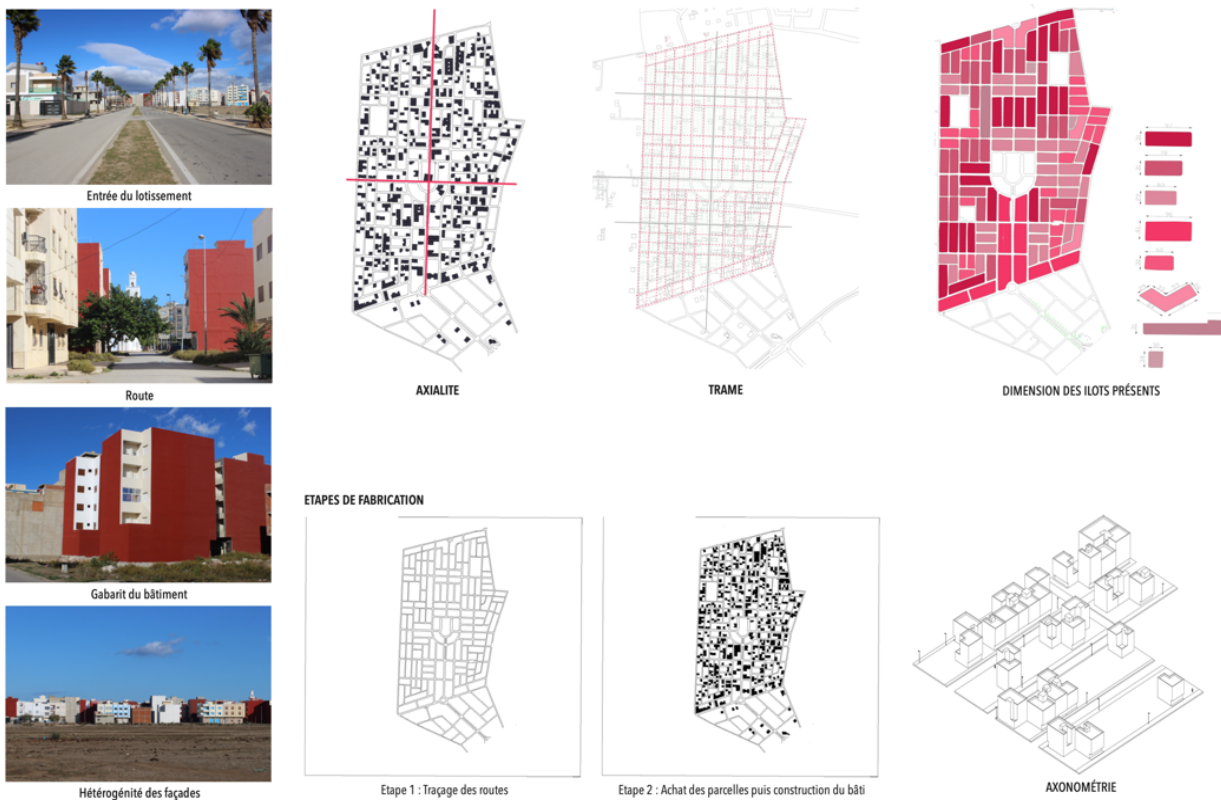 Entrée du lotissement
Route
Gabarit du bâtiment
Hétérogénité des façades
AXIALITE
TRAME
DIMENSION DES ILOTS PRÉSENTS
ETAPES DE FABRICATION
Etape 1 : Traçage des routes
Etape 2 : Achat des parcelles puis construction du bâti
AXONOMÉTRIE